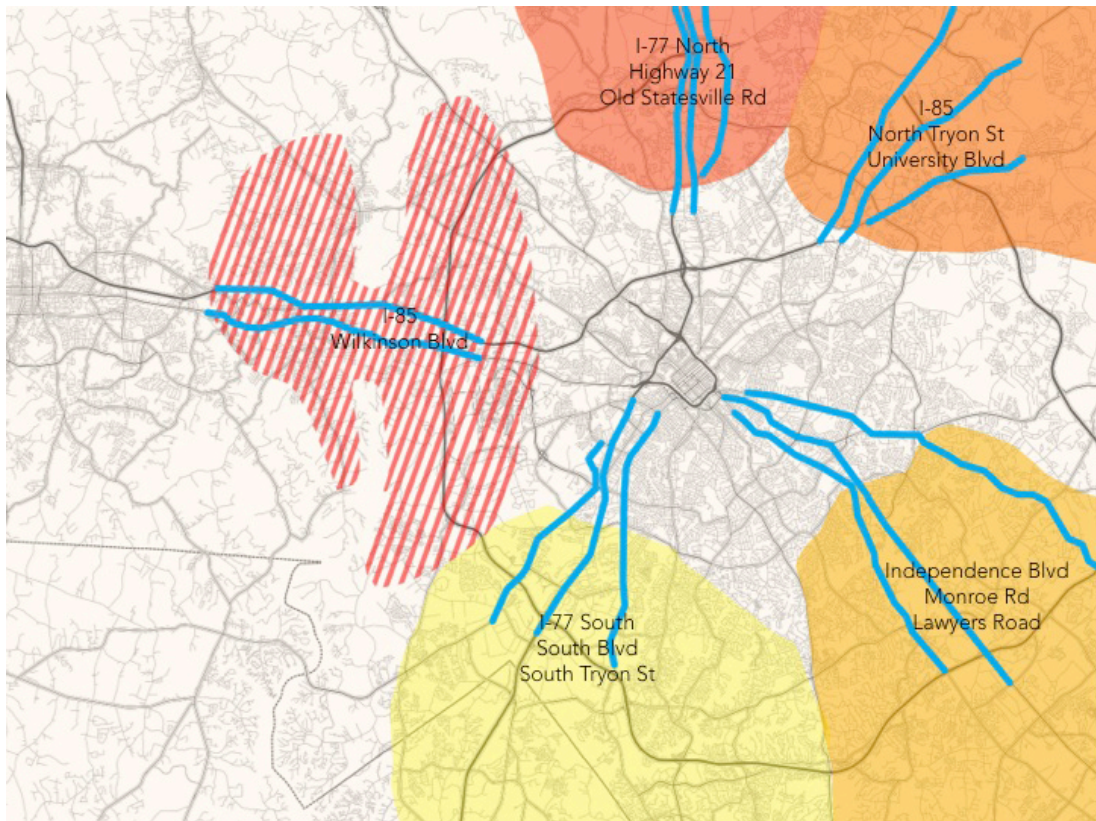 I-77 North
Highway 21
Old Statesville Rd
I-85
North Tryon St
University Blvd
I-85
Wilkinson Blvd
Independence Blvd
Monroe Rd
Lawyers Road
I-77 South
South Blvd
South Tryon St